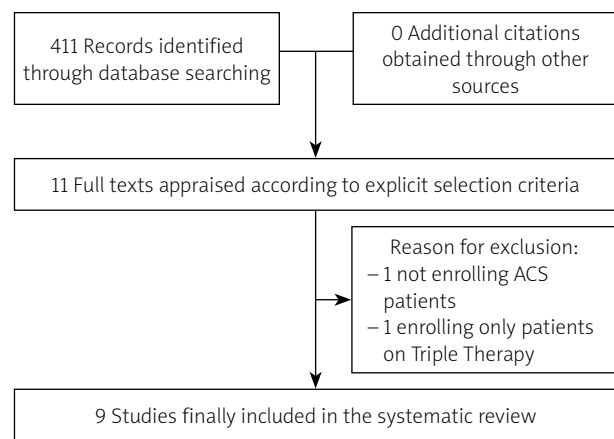 411 Records identified
through database searching
0 Additional citations
obtained through other
sources
11 Full texts appraised according to explicit selection criteria
Reason for exclusion:
– 1 not enrolling ACS
patients
– 1 enrolling only patients
on Triple Therapy
9 Studies finally included in the systematic review